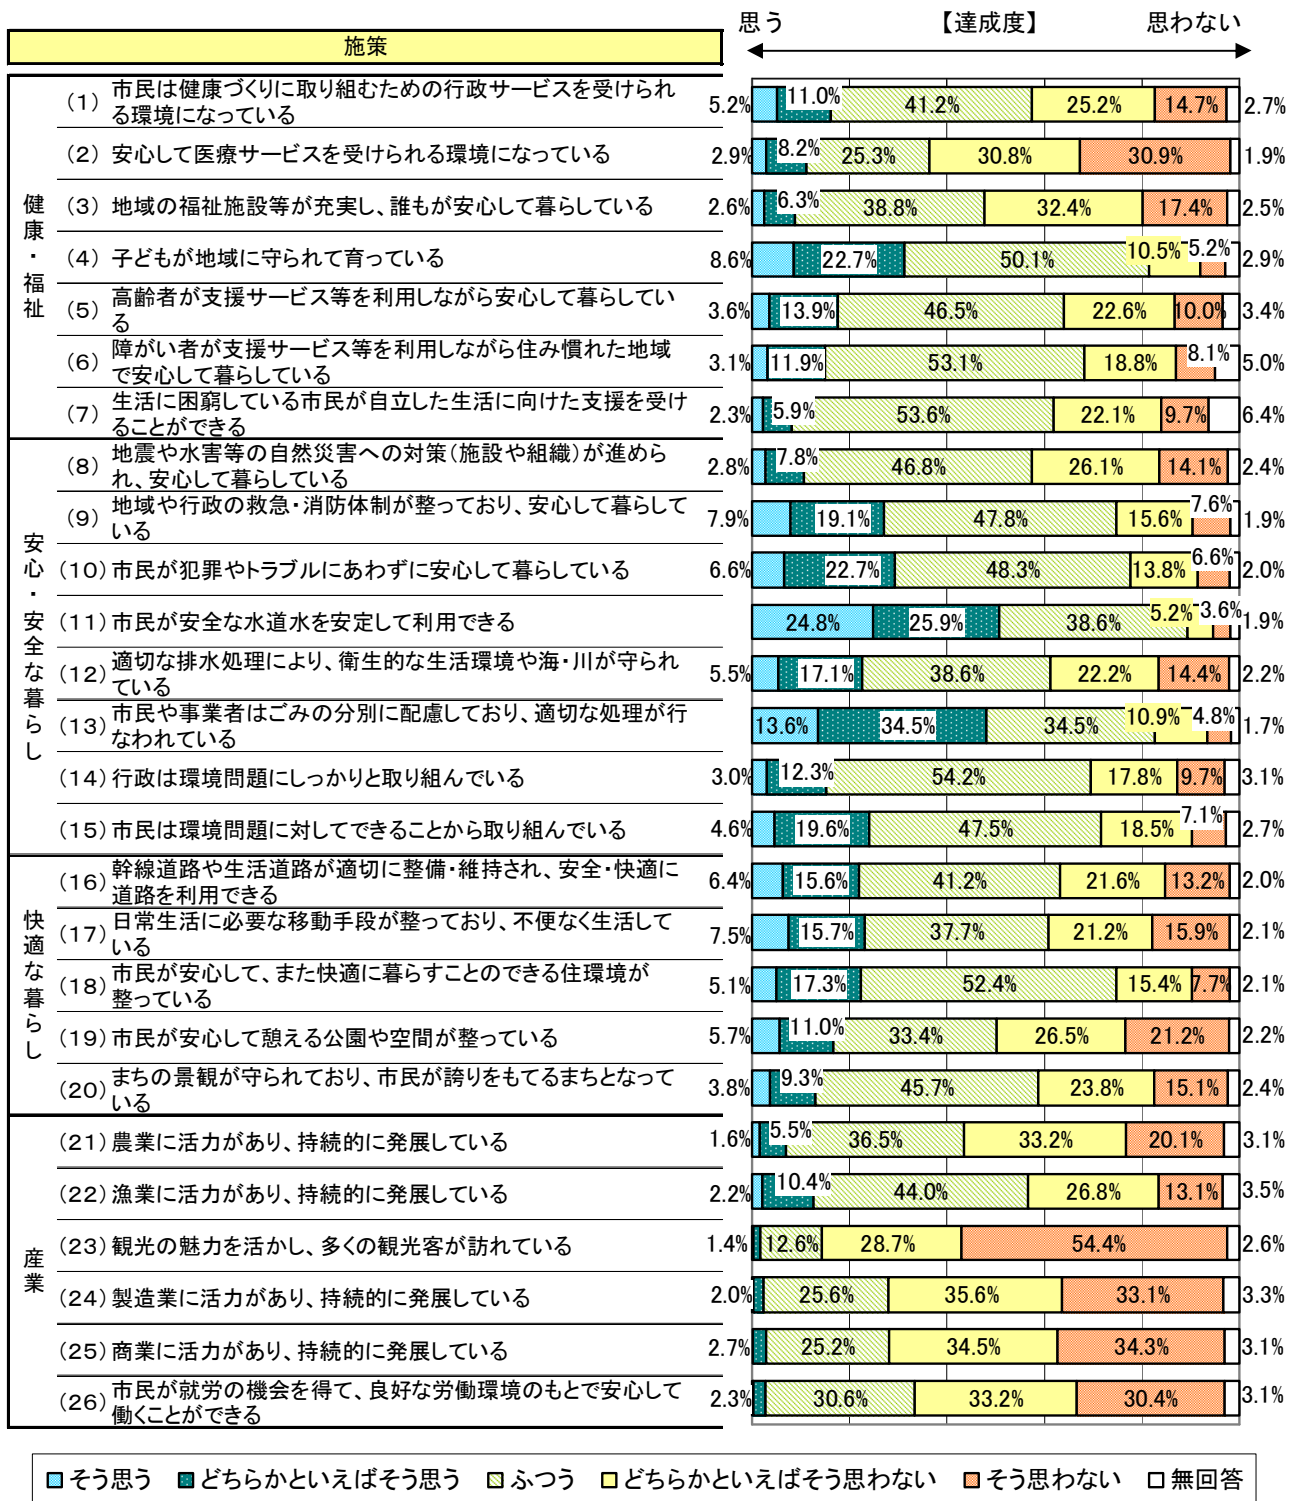 思う 【達成度】 思わない
施策
健康・福祉
(1) 市民は健康づくりに取り組むための行政サービスを受けられ
る環境になっている
5.2% 11.0% 41.2% 25.2% 14.7% 2.7%
(2) 安心して医療サービスを受けられる環境になっている
2.9% 8.2% 25.3% 30.8% 30.9% 1.9%
(3) 地域の福祉施設等が充実し、誰もが安心して暮らしている
2.6% 6.3% 38.8% 32.4% 17.4% 2.5%
(4) 子どもが地域に守られて育っている
8.6% 22.7% 50.1% 10.5% 5.2% 2.9%
(5) 高齢者が支援サービス等を利用しながら安心して暮らしてい
る
3.6% 13.9% 46.5% 22.6% 10.0% 3.4%
(6) 障がい者が支援サービス等を利用しながら住み慣れた地域
で安心して暮らしている
3.1% 11.9% 53.1% 18.8% 8.1% 5.0%
(7) 生活に困窮している市民が自立した生活に向けた支援を受け
ることができる
2.3% 5.9% 53.6% 22.1% 9.7% 6.4%
安心・安全な暮らし
(8) 地震や水害等の自然災害への対策(施設や組織)が進めら
れ、安心して暮らしている
2.8% 7.8% 46.8% 26.1% 14.1% 2.4%
(9) 地域や行政の救急・消防体制が整っており、安心して暮らして
いる
7.9% 19.1% 47.8% 15.6% 7.6% 1.9%
(10) 市民が犯罪やトラブルにあわずに安心して暮らしている
6.6% 22.7% 48.3% 13.8% 6.6% 2.0%
(11) 市民が安全な水道水を安定して利用できる
24.8% 25.9% 38.6% 5.2% 3.6% 1.9%
(12) 適切な排水処理により、衛生的な生活環境や海・川が守られ
ている
5.5% 17.1% 38.6% 22.2% 14.4% 2.2%
(13) 市民や事業者はごみの分別に配慮しており、適切な処理が行
なわれている
13.6% 34.5% 34.5% 10.9% 4.8% 1.7%
(14) 行政は環境問題にしっかりと取り組んでいる
3.0% 12.3% 54.2% 17.8% 9.7% 3.1%
(15) 市民は環境問題に対してできることから取り組んでいる
4.6% 19.6% 47.5% 18.5% 7.1% 2.7%
快適な暮らし
(16) 幹線道路や生活道路が適切に整備・維持され、安全・快適に
道路を利用できる
6.4% 15.6% 41.2% 21.6% 13.2% 2.0%
(17) 日常生活に必要な移動手段が整っており、不便なく生活して
いる
7.5% 15.7% 37.7% 21.2% 15.9% 2.1%
(18) 市民が安心して、また快適に暮らすことのできる住環境が
整っている
5.1% 17.3% 52.4% 15.4% 7.7% 2.1%
(19) 市民が安心して憩える公園や空間が整っている
5.7% 11.0% 33.4% 26.5% 21.2% 2.2%
(20) まちの景観が守られており、市民が誇りをもてるまちとなって
いる
3.8% 9.3% 45.7% 23.8% 15.1% 2.4%
産業
(21) 農業に活力があり、持続的に発展している
1.6% 5.5% 36.5% 33.2% 20.1% 3.1%
(22) 漁業に活力があり、持続的に発展している
2.2% 10.4% 44.0% 26.8% 13.1% 3.5%
(23) 観光の魅力を活かし、多くの観光客が訪れている
1.4% 12.6% 28.7% 54.4% 2.6%
(24) 製造業に活力があり、持続的に発展している
2.0% 25.6% 35.6% 33.1% 3.3%
(25) 商業に活力があり、持続的に発展している
2.7% 25.2% 34.5% 34.3% 3.1%
(26) 市民が就労の機会を得て、良好な労働環境のもとで安心して
働くことができる
2.3% 30.6% 33.2% 30.4% 3.1%
そう思う どちらかといえばそう思う ふつう どちらかといえばそう思わない そう思わない 無回答